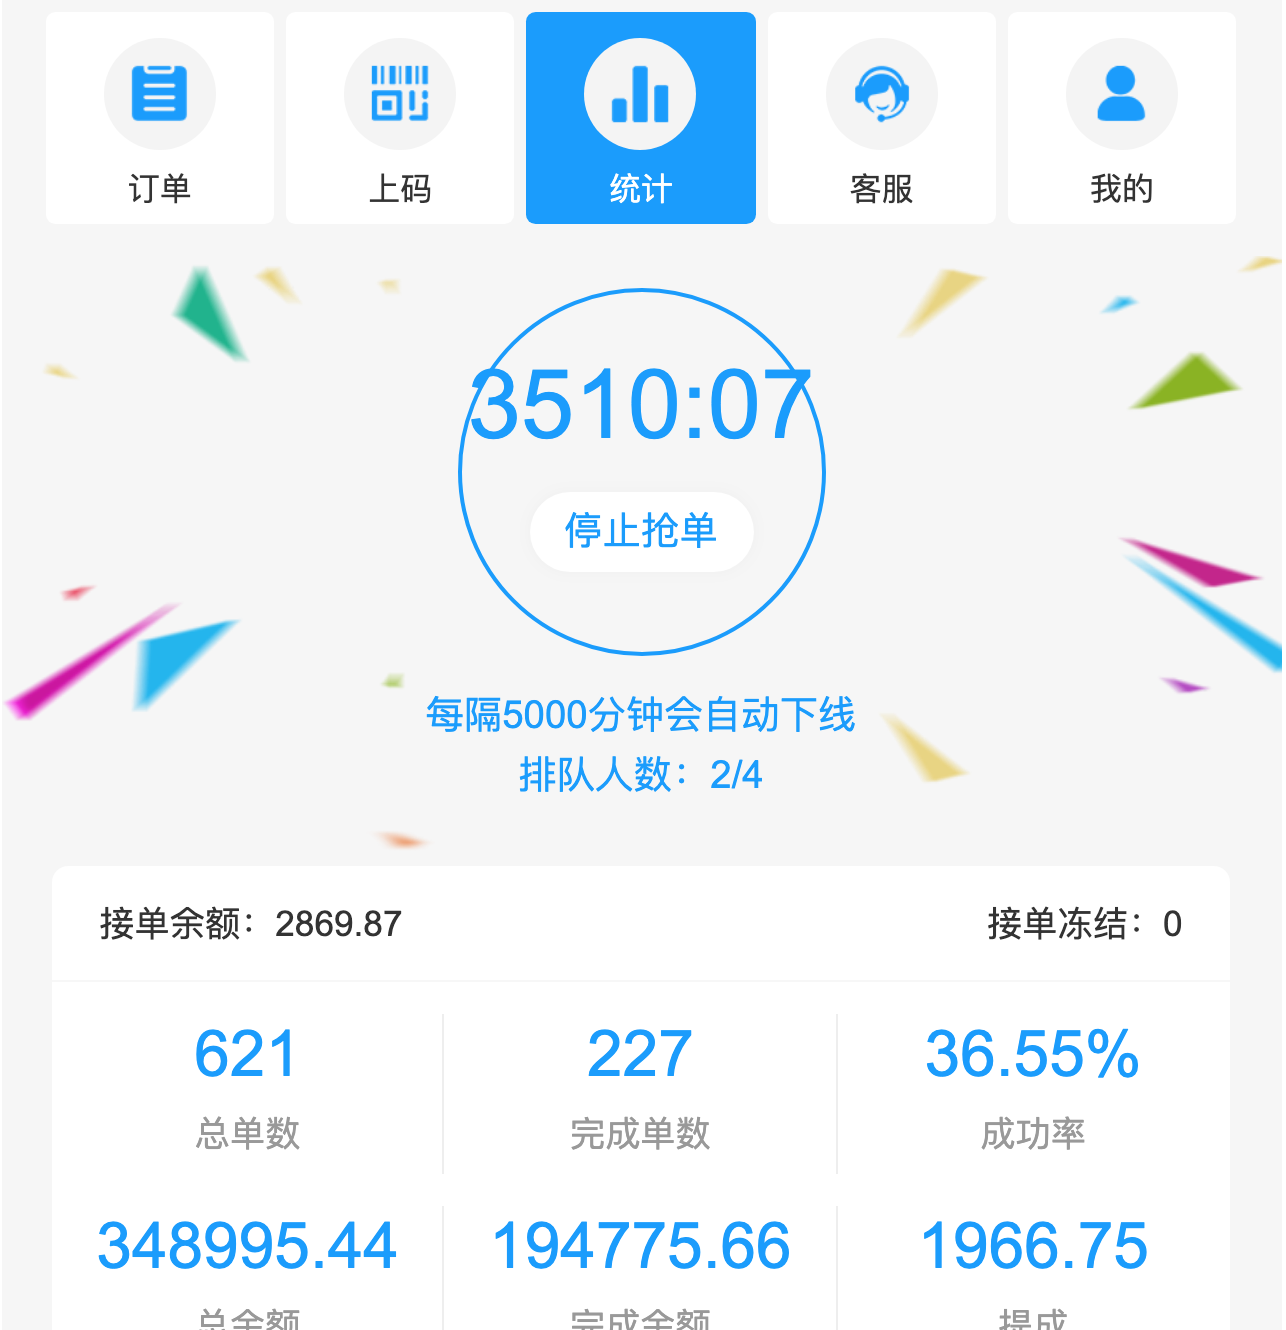 订单 上码 统计 客服 我的
3510:07
停止抢单
每隔5000分钟会自动下线
排队人数：2/4
接单余额：2869.87 接单冻结：0
621 227 36.55%
总单数 完成单数 成功率
348995.44 194775.66 1966.75
总金额 完成金额 提成